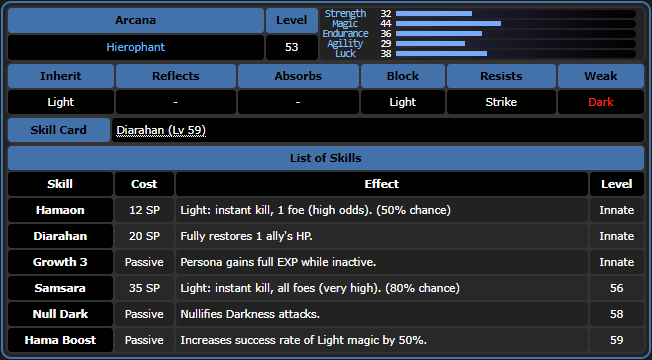 Arcana Level Strength 32
Magic 44
Hierophant 53 Endurance 36
Agility 29
Luck 38
Inherit Reflects Absorbs Block Resists Weak
Light - - Light Strike Dark
Skill Card Diarahan (Lv 59)
List of Skills
Skill Cost Effect Level
Hamaon 12 SP Light: instant kill, 1 foe (high odds). (50% chance) Innate
Diarahan 20 SP Fully restores 1 ally's HP. Innate
Growth 3 Passive Persona gains full EXP while inactive. Innate
Samsara 35 SP Light: instant kill, all foes (very high). (80% chance) 56
Null Dark Passive Nullifies Darkness attacks. 58
Hama Boost Passive Increases success rate of Light magic by 50%. 59